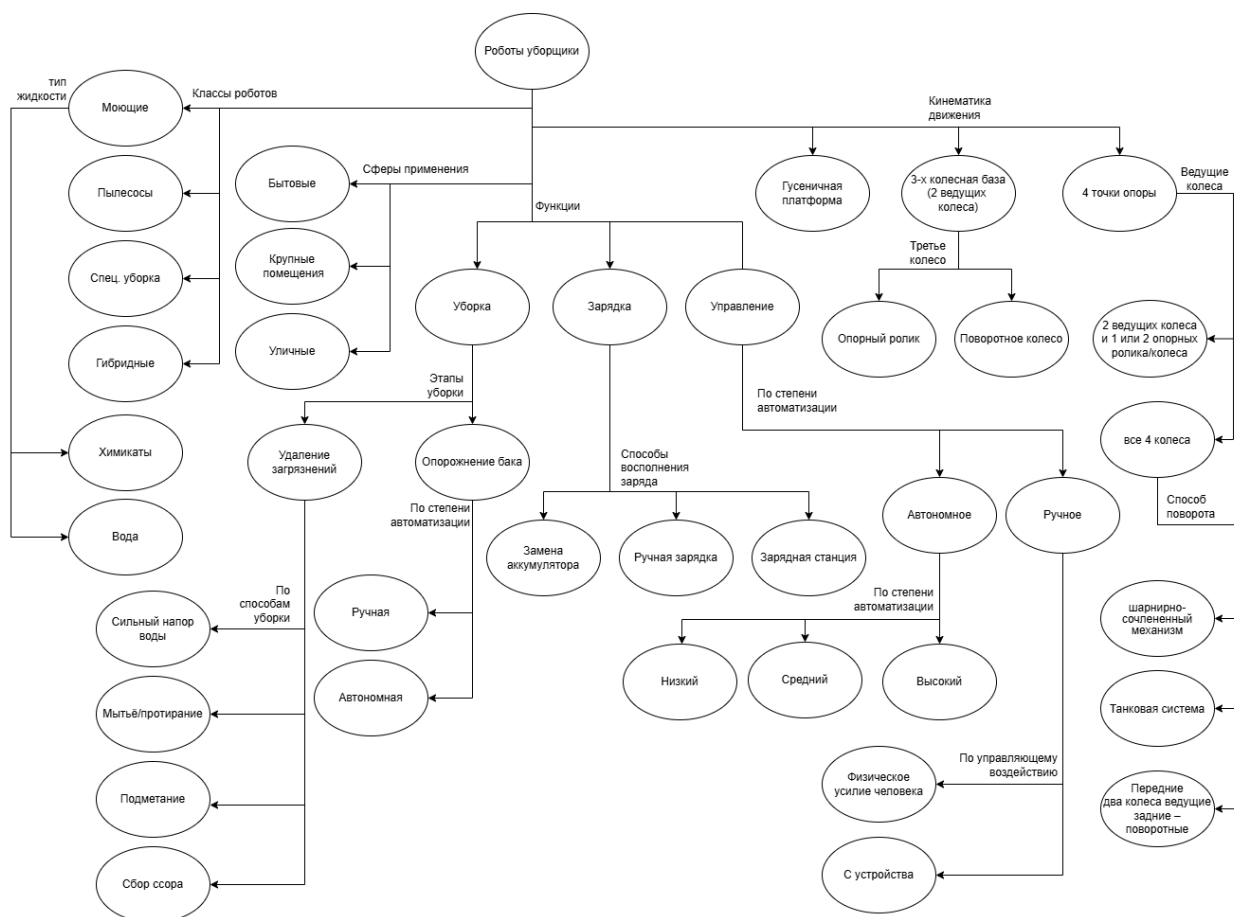 Роботы уборщики
тип
жидкости
Моющие
Классы роботов
Кинематика
движения
Пылесосы
Сферы применения
Бытовые
Функции
Гусеничная
платформа
3-х колесная база
(2 ведущих
колеса)
4 точки опоры
Ведущие
колеса
Спец. уборка
Крупные
помещения
Третье
колесо
Уборка
Зарядка
Управление
Гибридные
Уличные
Опорный ролик
Поворотное колесо
2 ведущих колеса
и 1 или 2 опорных
ролика/колеса
Этапы
уборки
По степени
автоматизации
Химикаты
Удаление
загрязнений
Опорожнение бака
все 4 колеса
Способы
восполнения
заряда
По степени
автоматизации
Способ
поворота
Вода
Замена
аккумулятора
Ручная зарядка
Зарядная станция
Автономное
Ручное
По
способам
уборки
По степени
автоматизации
Сильный напор
воды
Ручная
шарнирно-
сочлененный
механизм
Низкий
Средний
Высокий
Автономная
Мытьё/протирание
Танковая система
По управляющему
воздействию
Физическое
усилие человека
Подметание
Передние
два колеса ведущие
задние –
поворотные
Сбор ссора
С устройства